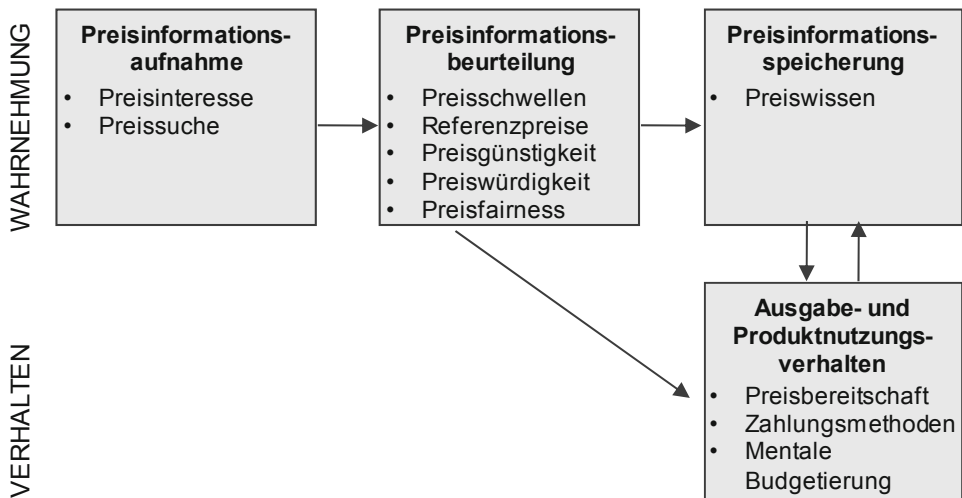 WAHRNEHMUNG
Preisinformations-
aufnahme
• Preisinteresse
• Preissuche
Preisinformations-
beurteilung
• Preisschwellen
• Referenzpreise
• Preisgünstigkeit
• Preiswürdigkeit
• Preisfairness
Preisinformations-
speicherung
• Preiswissen
VERHALTEN
Ausgabe- und
Produktnutzungs-
verhalten
• Preisbereitschaft
• Zahlungsmethoden
• Mentale
Budgetierung